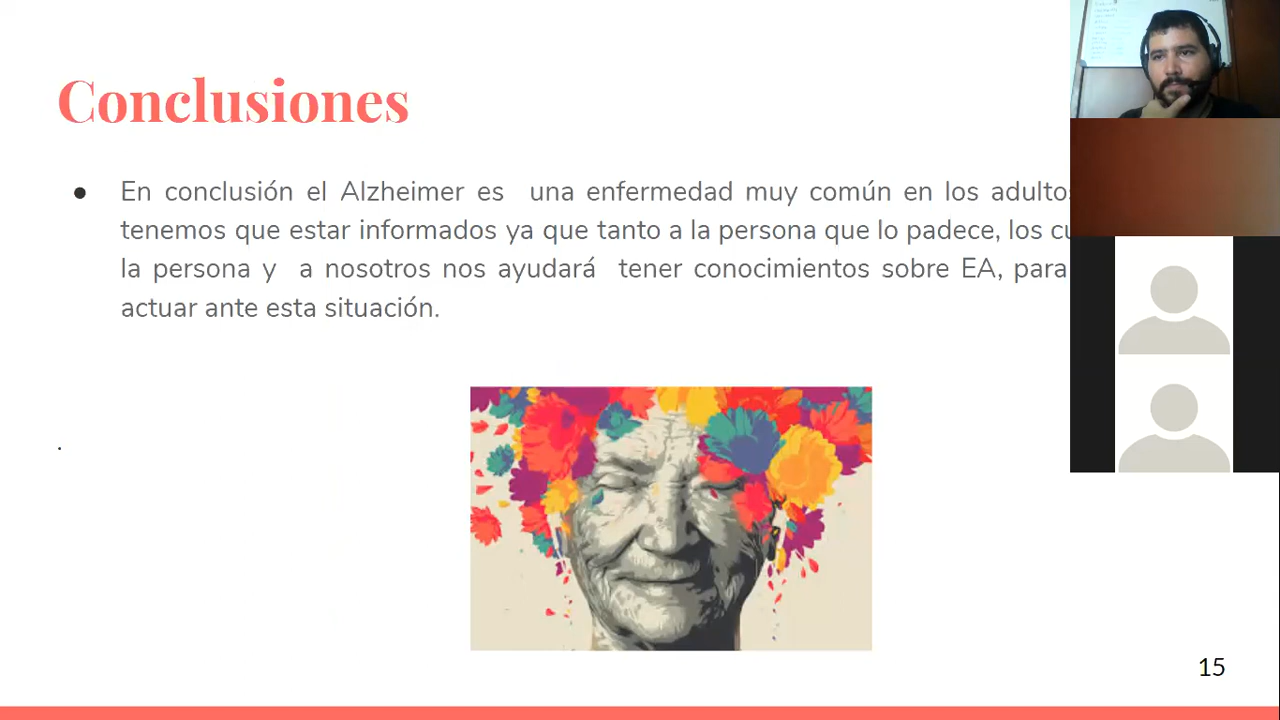 Conclusiones
● En conclusión el Alzheimer es una enfermedad muy común en los adultos
tenemos que estar informados ya que tanto a la persona que lo padece, los
la persona y a nosotros nos ayudará tener conocimientos sobre EA, para
actuar ante esta situación.
.
15